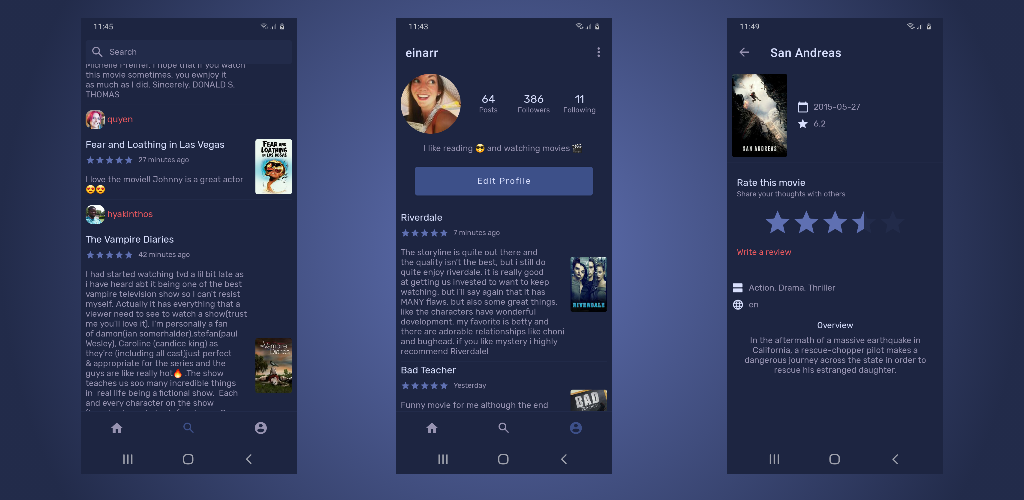 11:45
Search
Michelle Pfeiffer. I hope that if you watch
this movie sometimes, you ewnjoy it
as much as I did. Sincerely, DONALD S.
THOMAS
quyen
Fear and Loathing in Las Vegas
27 minutes ago
I love the movie!! Johnny is a great actor
😍😍
FEAR AND
LOATHING
IN LAS VEGAS
hyakinthos
The Vampire Diaries
42 minutes ago
I had started watching tvd a lil bit late as
i have heard abt it being one of the best
vampire television show so I can't resist
myself. Actually it has everything that a
viewer need to see to watch a show(trust
me you'll love it). I'm personally a fan
of damon(ian somerhalder),stefan(paul
Wesley), Caroline (candice king) as
they're (including all cast)just perfect
& appropriate for the series and the
guys are like really hot🔥 .The show
teaches us soo many incredible things
in real life being a fictional show. Each
and every character on the show
The Vampire
Diaries
11:43
einarr
64
Posts
386
Followers
11
Following
I like reading 😎 and watching movies 🎬
Edit Profile
Riverdale
7 minutes ago
The storyline is quite out there and
the quality isn't the best, but i still do
quite enjoy riverdale. it is really good
at getting us invested to want to keep
watching, but i'll say again that it has
MANY flaws, but also some great things,
like the characters have wonderful
development. my favorite is betty and
there are adorable relationships like choni
and bughead. if you like mystery i highly
recommend Riverdale!
RIVERDALE
Bad Teacher
Yesterday
Funny movie for me although the end
BAD
11:49
San Andreas
SAN ANDREAS
2015-05-27
6.2
Rate this movie
Share your thoughts with others
Write a review
Action, Drama, Thriller
en
Overview
In the aftermath of a massive earthquake in
California, a rescue-chopper pilot makes a
dangerous journey across the state in order to
rescue his estranged daughter.